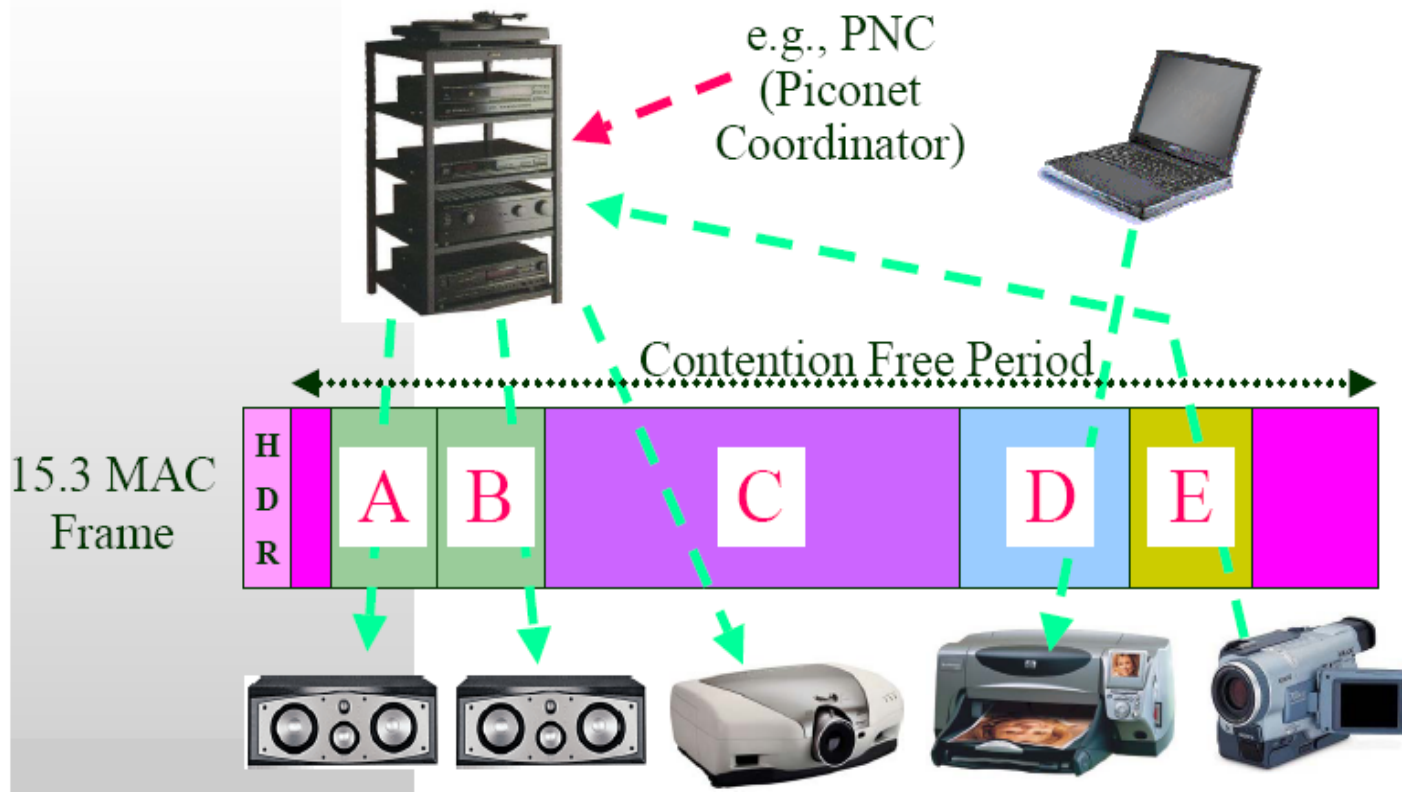 e.g., PNC
(Piconet
Coordinator)
Contention Free Period
15.3 MAC
Frame
H
D
R
A
B
C
D
E